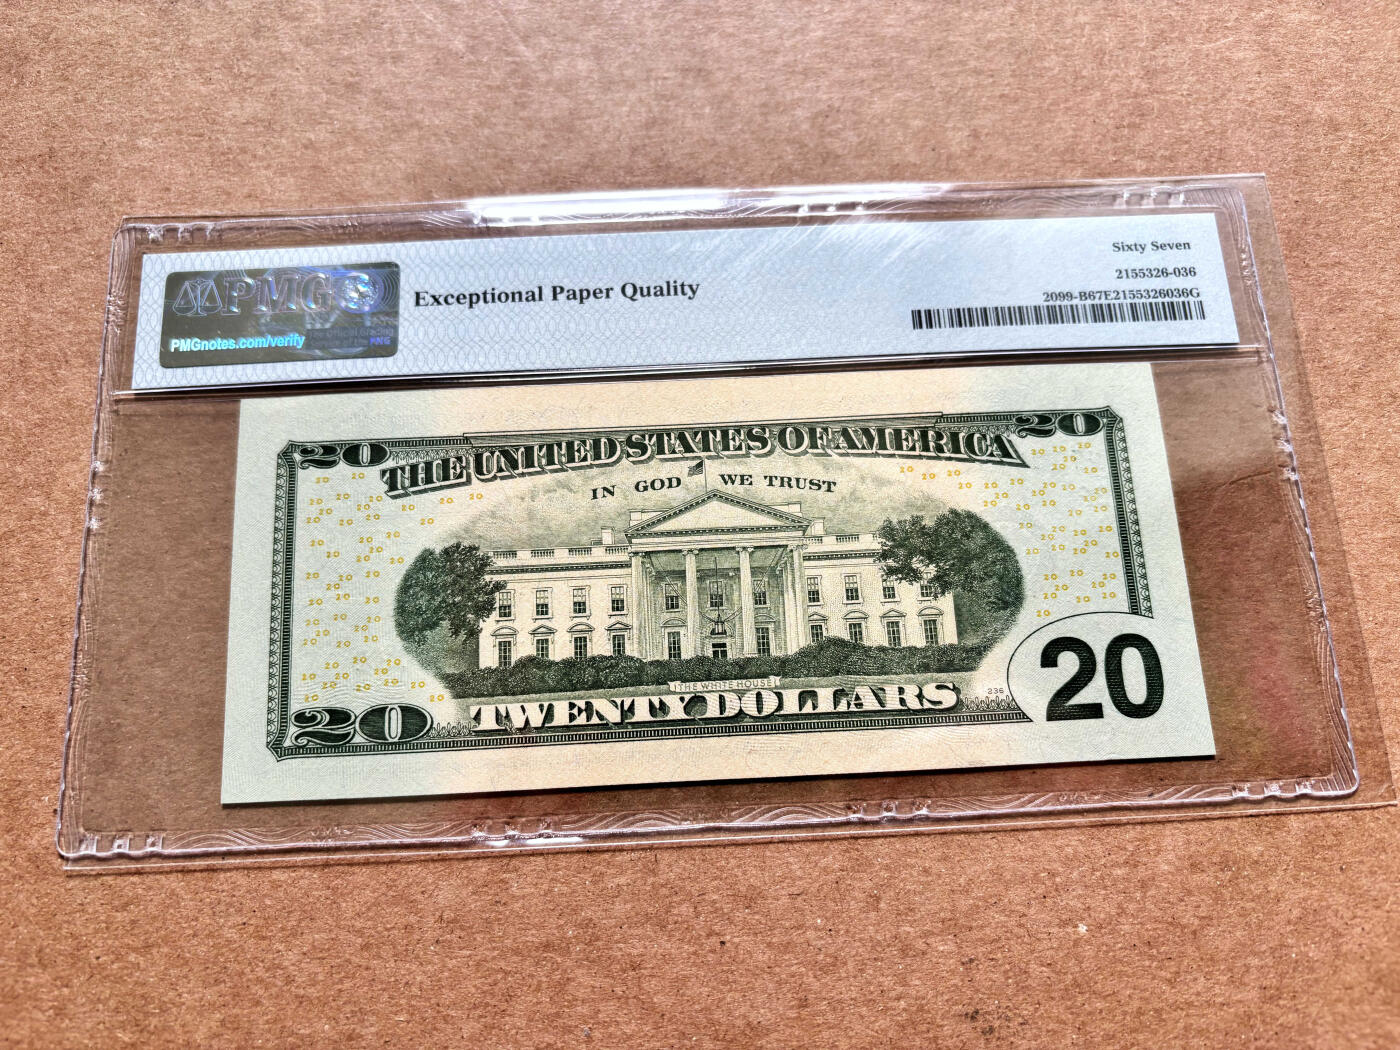 PMG
PMGnotes.com/verify
Exceptional Paper Quality
Sixty Seven
2155326-036
2099-B67E2155326036G
20 20
THE UNITED STATES OF AMERICA
IN GOD WE TRUST
THE WHITE HOUSE
TWENTY DOLLARS
236
20 20